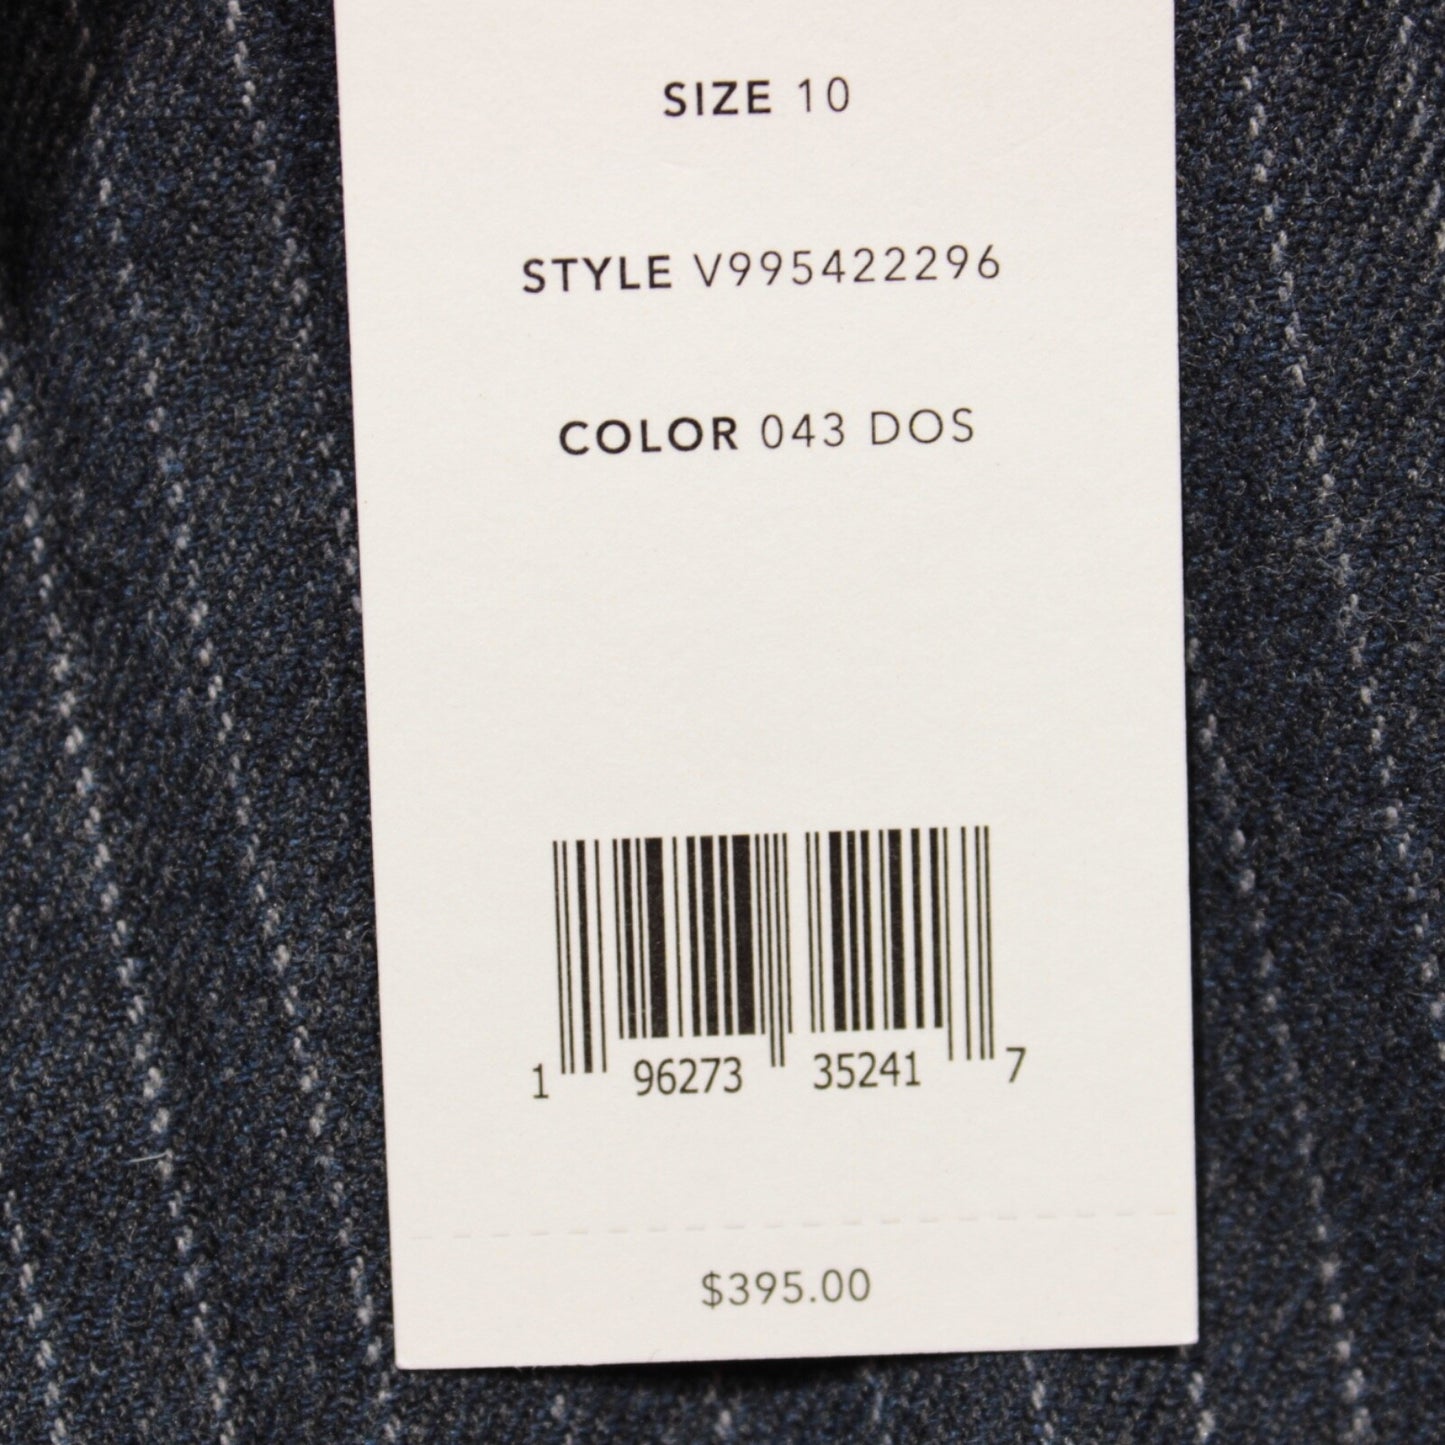 SIZE 10
STYLE V995422296
COLOR 043 DOS
1 96273 35241 7
$395.00